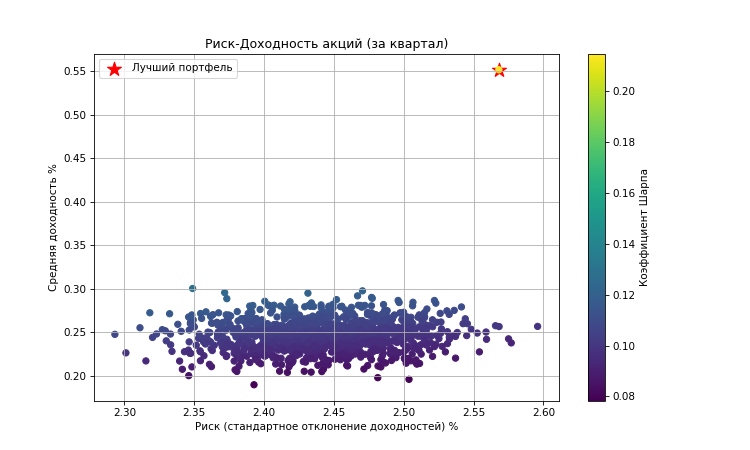 Риск-Доходность акций (за квартал)
Лучший портфель
Средняя доходность %
0.55
0.50
0.45
0.40
0.35
0.30
0.25
0.20
2.30 2.35 2.40 2.45 2.50 2.55 2.60
Риск (стандартное отклонение доходностей) %
0.20
0.18
0.16
0.14
0.12
0.10
0.08
Коэффициент Шарпа